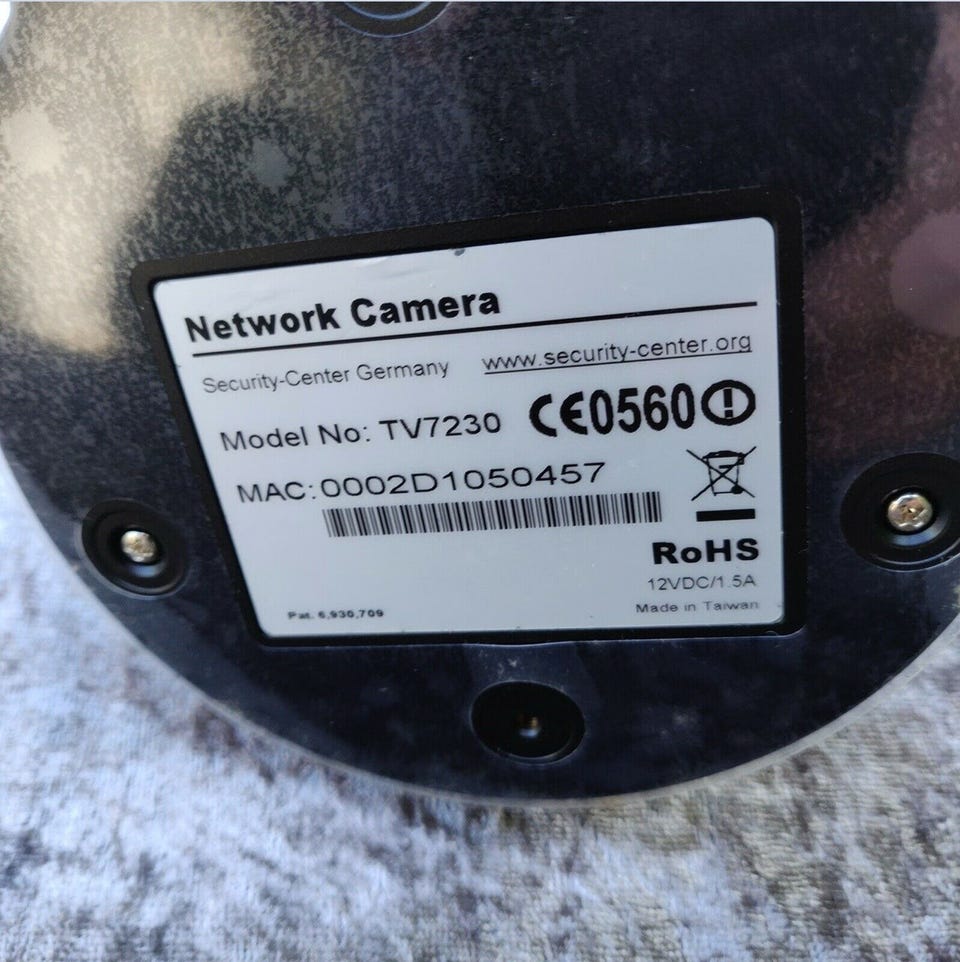 Network Camera
Security-Center Germany www.security-center.org
Model No: TV7230 CE0560
MAC:0002D1050457
RoHS
12VDC/1.5A
Pat. 6,930,709 Made in Taiwan